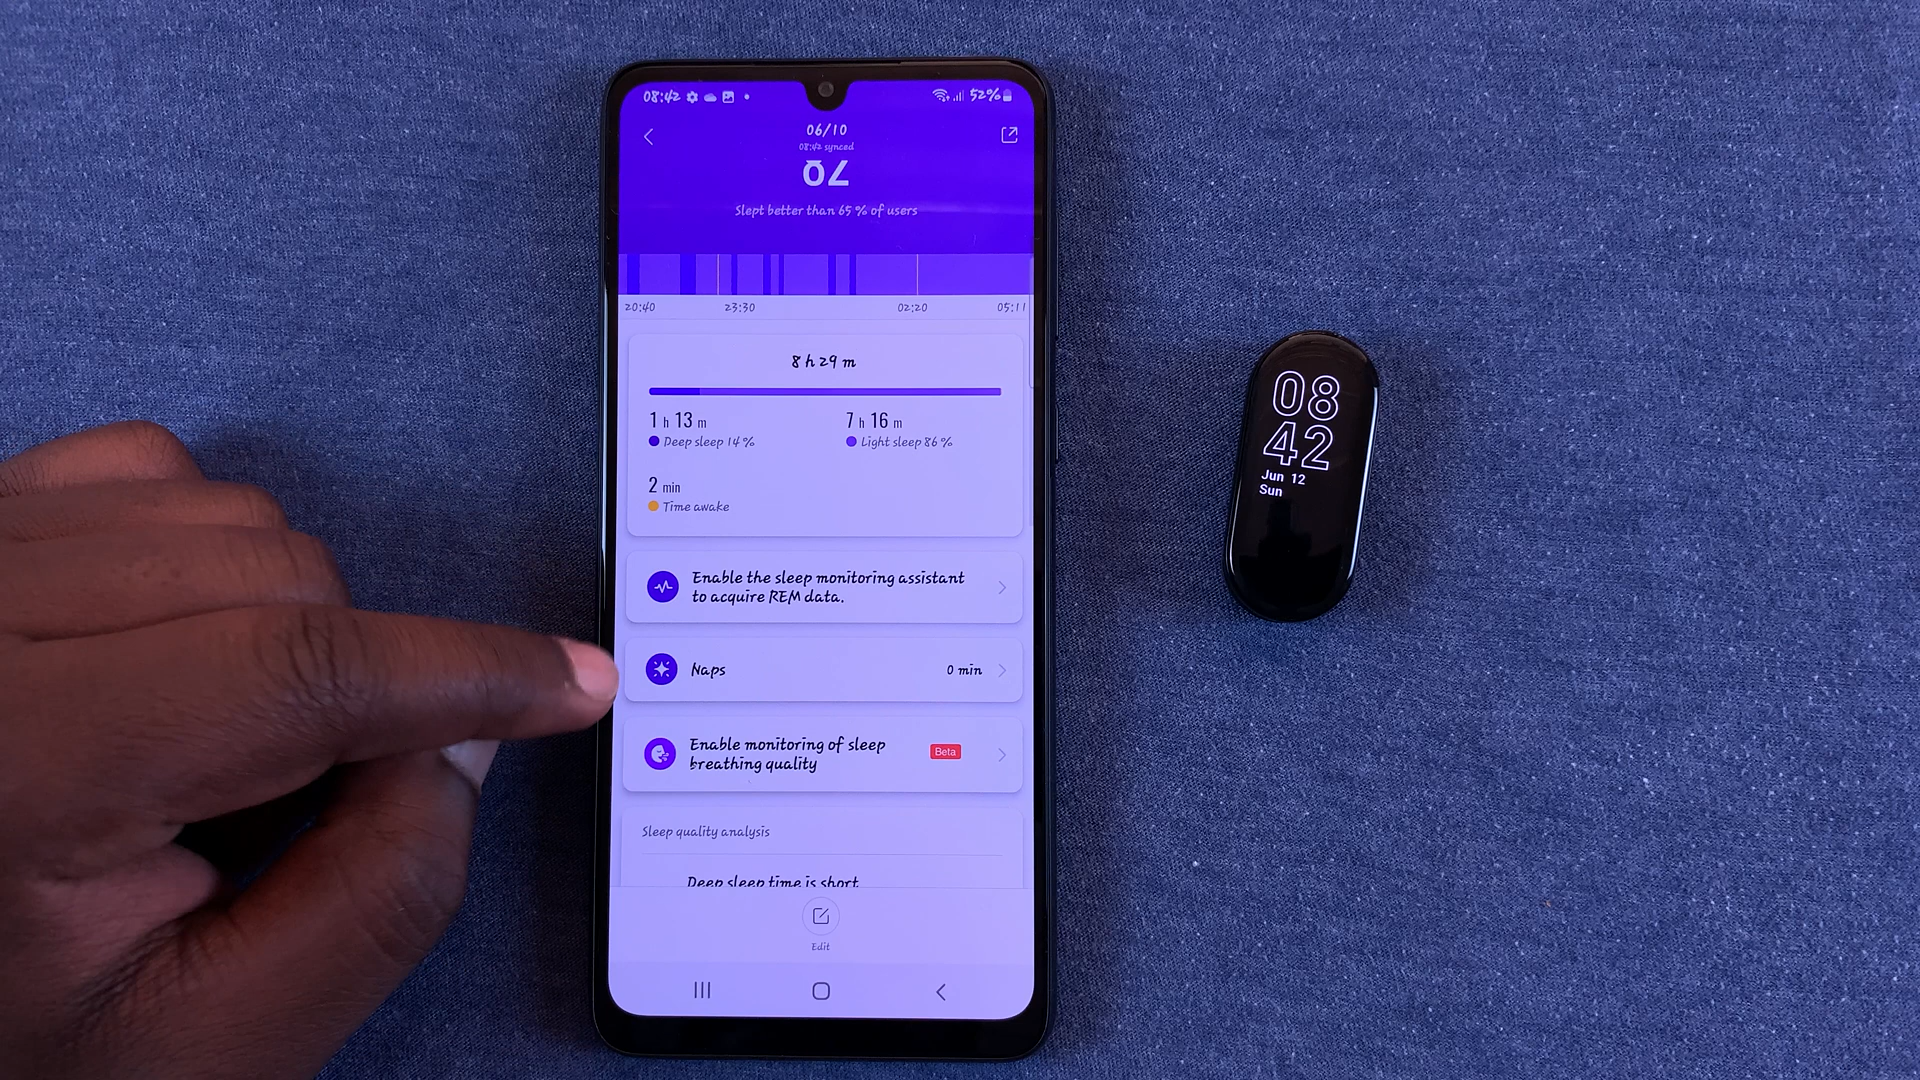 08:42
52%
06/10
08:42 synced
Slept better than 65 % of users
20:40 23:30 02:20 05:11
8 h 29 m
1 h 13 m
7 h 16 m
Deep sleep 14 %
Light sleep 86 %
2 min
Time awake
Enable the sleep monitoring assistant
to acquire REM data.
Naps
0 min
Enable monitoring of sleep
breathing quality
Beta
Sleep quality analysis
Deep sleep time is short
Edit
08
42
Jun 12
Sun